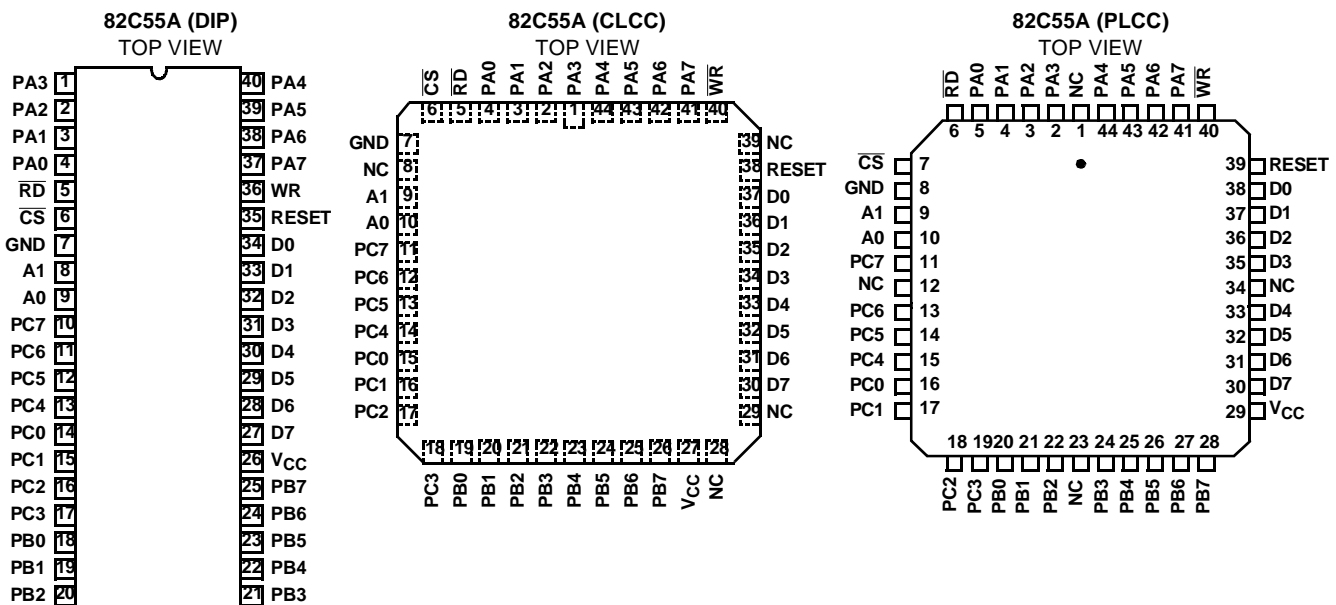 82C55A (DIP)
TOP VIEW
PA3 1 40 PA4
PA2 2 39 PA5
PA1 3 38 PA6
PA0 4 37 PA7
RD 5 36 WR
CS 6 35 RESET
GND 7 34 D0
A1 8 33 D1
A0 9 32 D2
PC7 10 31 D3
PC6 11 30 D4
PC5 12 29 D5
PC4 13 28 D6
PC0 14 27 D7
PC1 15 26 VCC
PC2 16 25 PB7
PC3 17 24 PB6
PB0 18 23 PB5
PB1 19 22 PB4
PB2 20 21 PB3
82C55A (CLCC)
TOP VIEW
CS RD PA0 PA1 PA2 PA3 PA4 PA5 PA6 PA7 WR
6 5 4 3 2 1 44 43 42 41 40
GND 7 39 NC
NC 8 38 RESET
A1 9 37 D0
A0 10 36 D1
PC7 11 35 D2
PC6 12 34 D3
PC5 13 33 D4
PC4 14 32 D5
PC0 15 31 D6
PC1 16 30 D7
PC2 17 29 NC
18 19 20 21 22 23 24 25 26 27 28
PC3 PB0 PB1 PB2 PB3 PB4 PB5 PB6 PB7 VCC NC
82C55A (PLCC)
TOP VIEW
RD PA0 PA1 PA2 PA3 NC PA4 PA5 PA6 PA7 WR
6 5 4 3 2 1 44 43 42 41 40
CS 7 39 RESET
GND 8 38 D0
A1 9 37 D1
A0 10 36 D2
PC7 11 35 D3
NC 12 34 NC
PC6 13 33 D4
PC5 14 32 D5
PC4 15 31 D6
PC0 16 30 D7
PC1 17 29 VCC
18 19 20 21 22 23 24 25 26 27 28
PC2 PC3 PB0 PB1 PB2 NC PB3 PB4 PB5 PB6 PB7